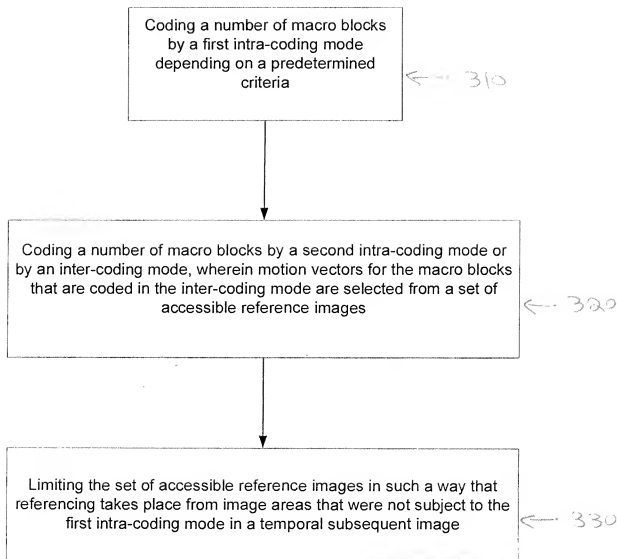 Coding a number of macro blocks
by a first intra-coding mode
depending on a predetermined
criteria
310
Coding a number of macro blocks by a second intra-coding mode or
by an inter-coding mode, wherein motion vectors for the macro blocks
that are coded in the inter-coding mode are selected from a set of
accessible reference images
320
Limiting the set of accessible reference images in such a way that
referencing takes place from image areas that were not subject to the
first intra-coding mode in a temporal subsequent image
330